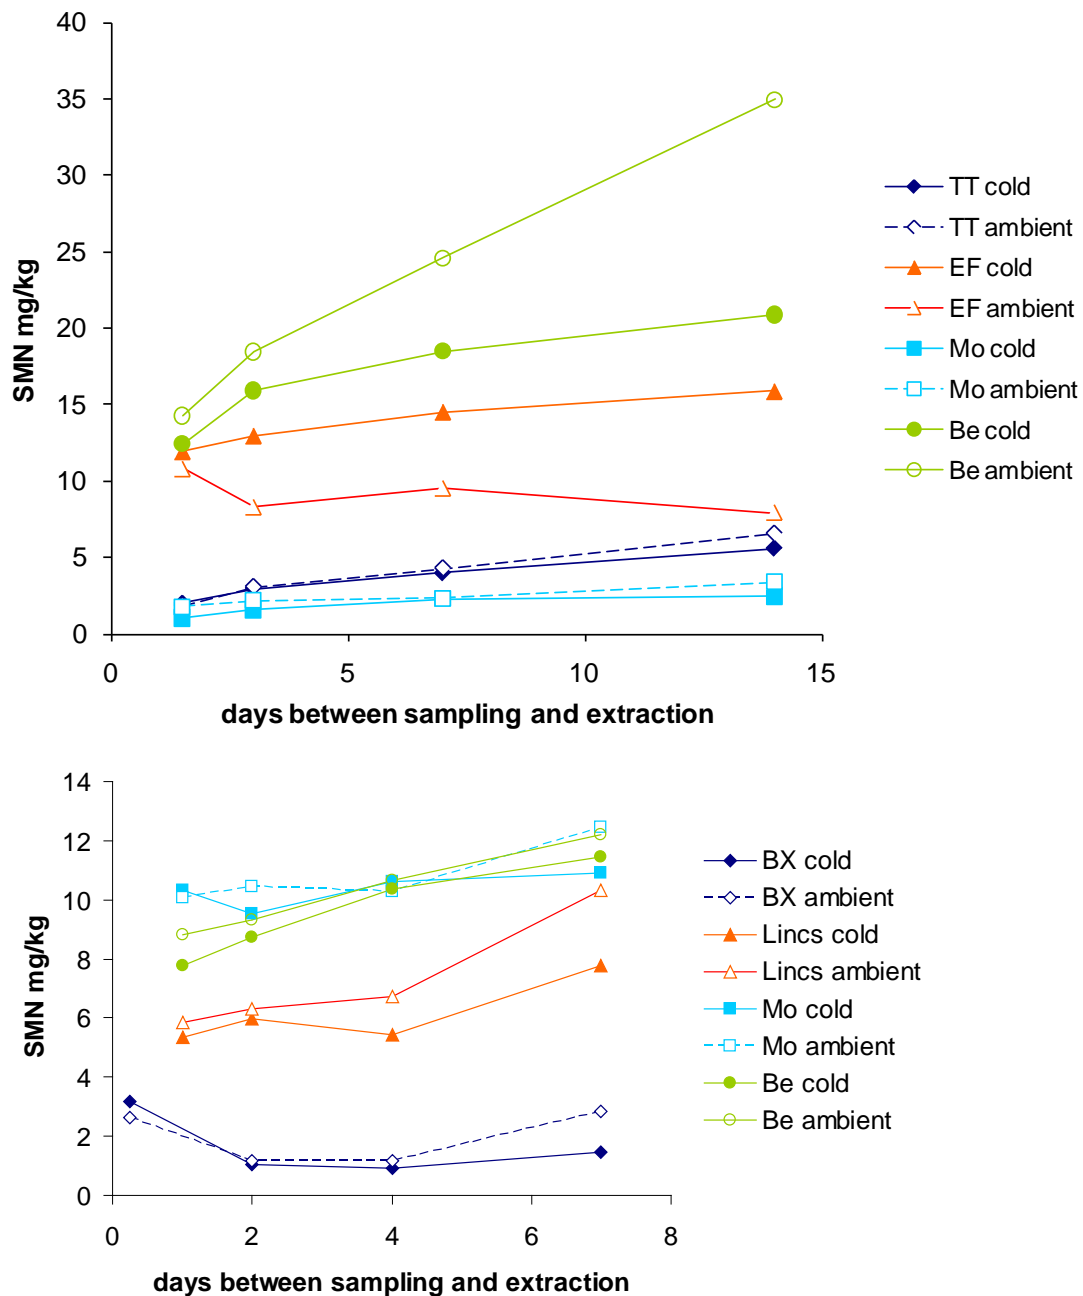 40
35
30
25
20
15
10
5
0
SMN mg/kg
0 5 10 15
days between sampling and extraction
TT cold
TT ambient
EF cold
EF ambient
Mo cold
Mo ambient
Be cold
Be ambient
14
12
10
8
6
4
2
0
SMN mg/kg
0 2 4 6 8
days between sampling and extraction
BX cold
BX ambient
Lincs cold
Lincs ambient
Mo cold
Mo ambient
Be cold
Be ambient